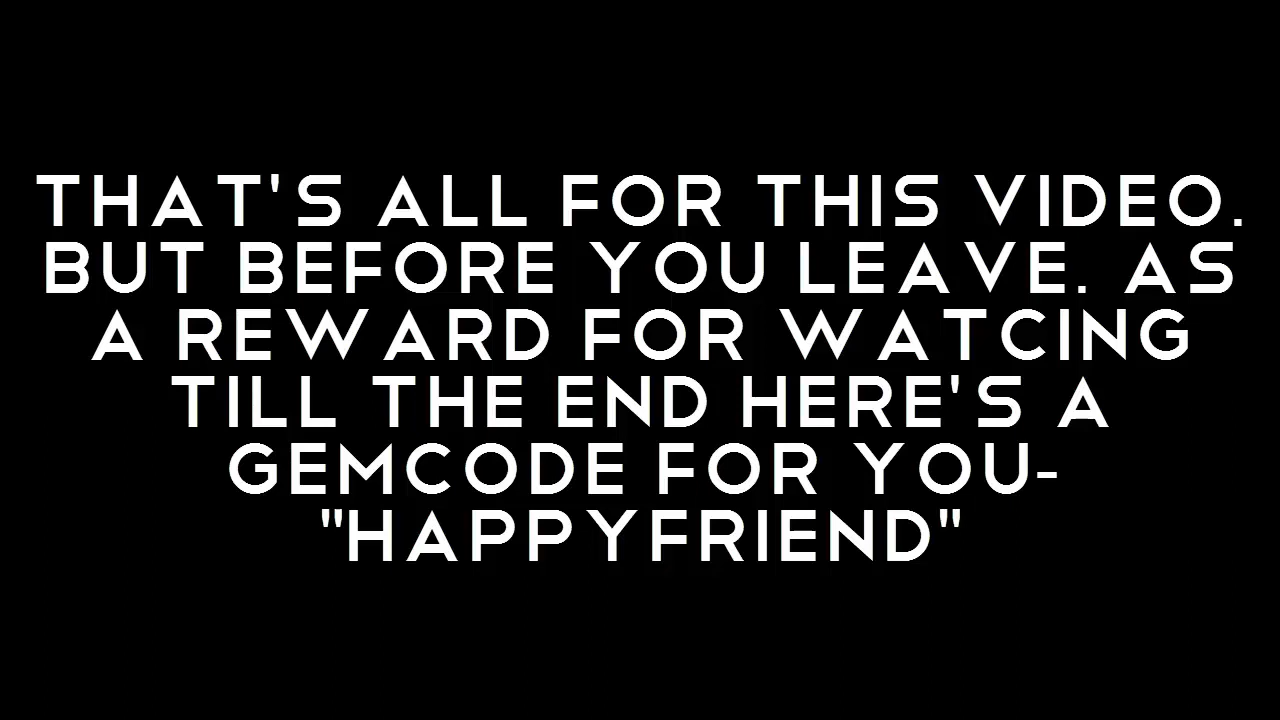 THAT'S ALL FOR THIS VIDEO.
BUT BEFORE YOU LEAVE. AS
A REWARD FOR WATCING
TILL THE END HERE'S A
GEMCODE FOR YOU-
"HAPPYFRIEND"